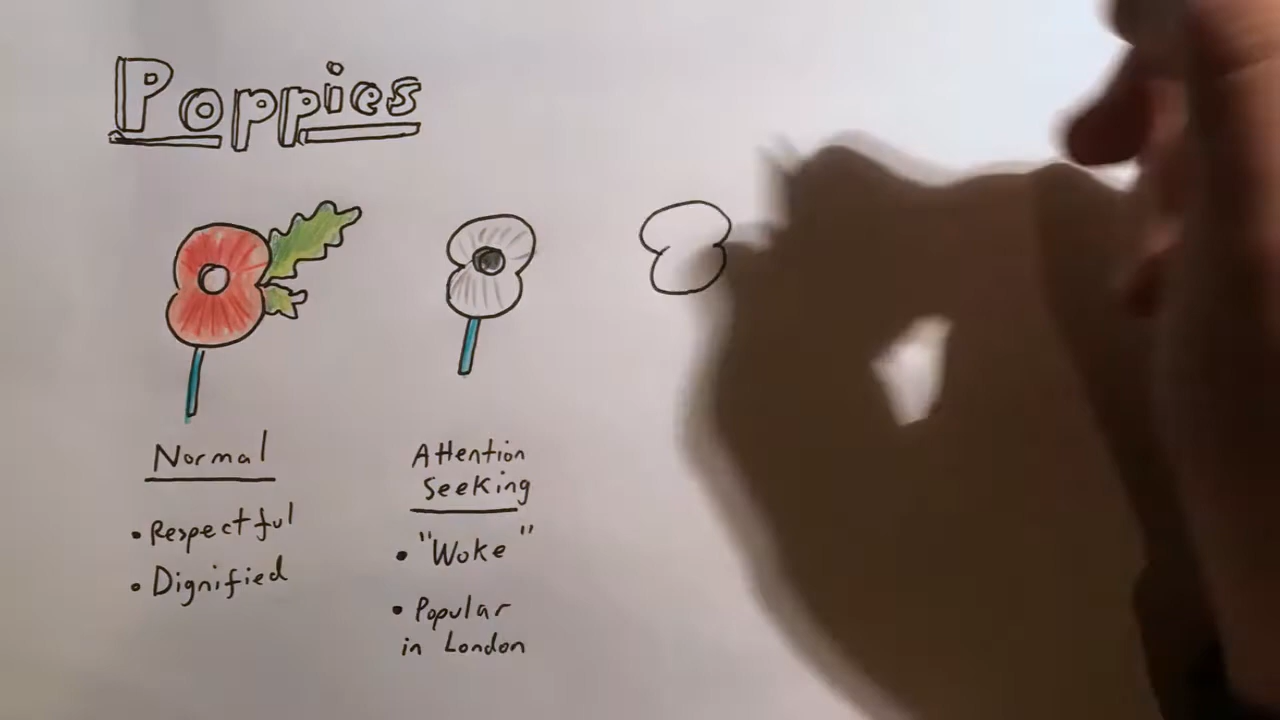 Poppies
Normal
• Respectful
• Dignified
Attention
Seeking
• "Woke"
• Popular
in London